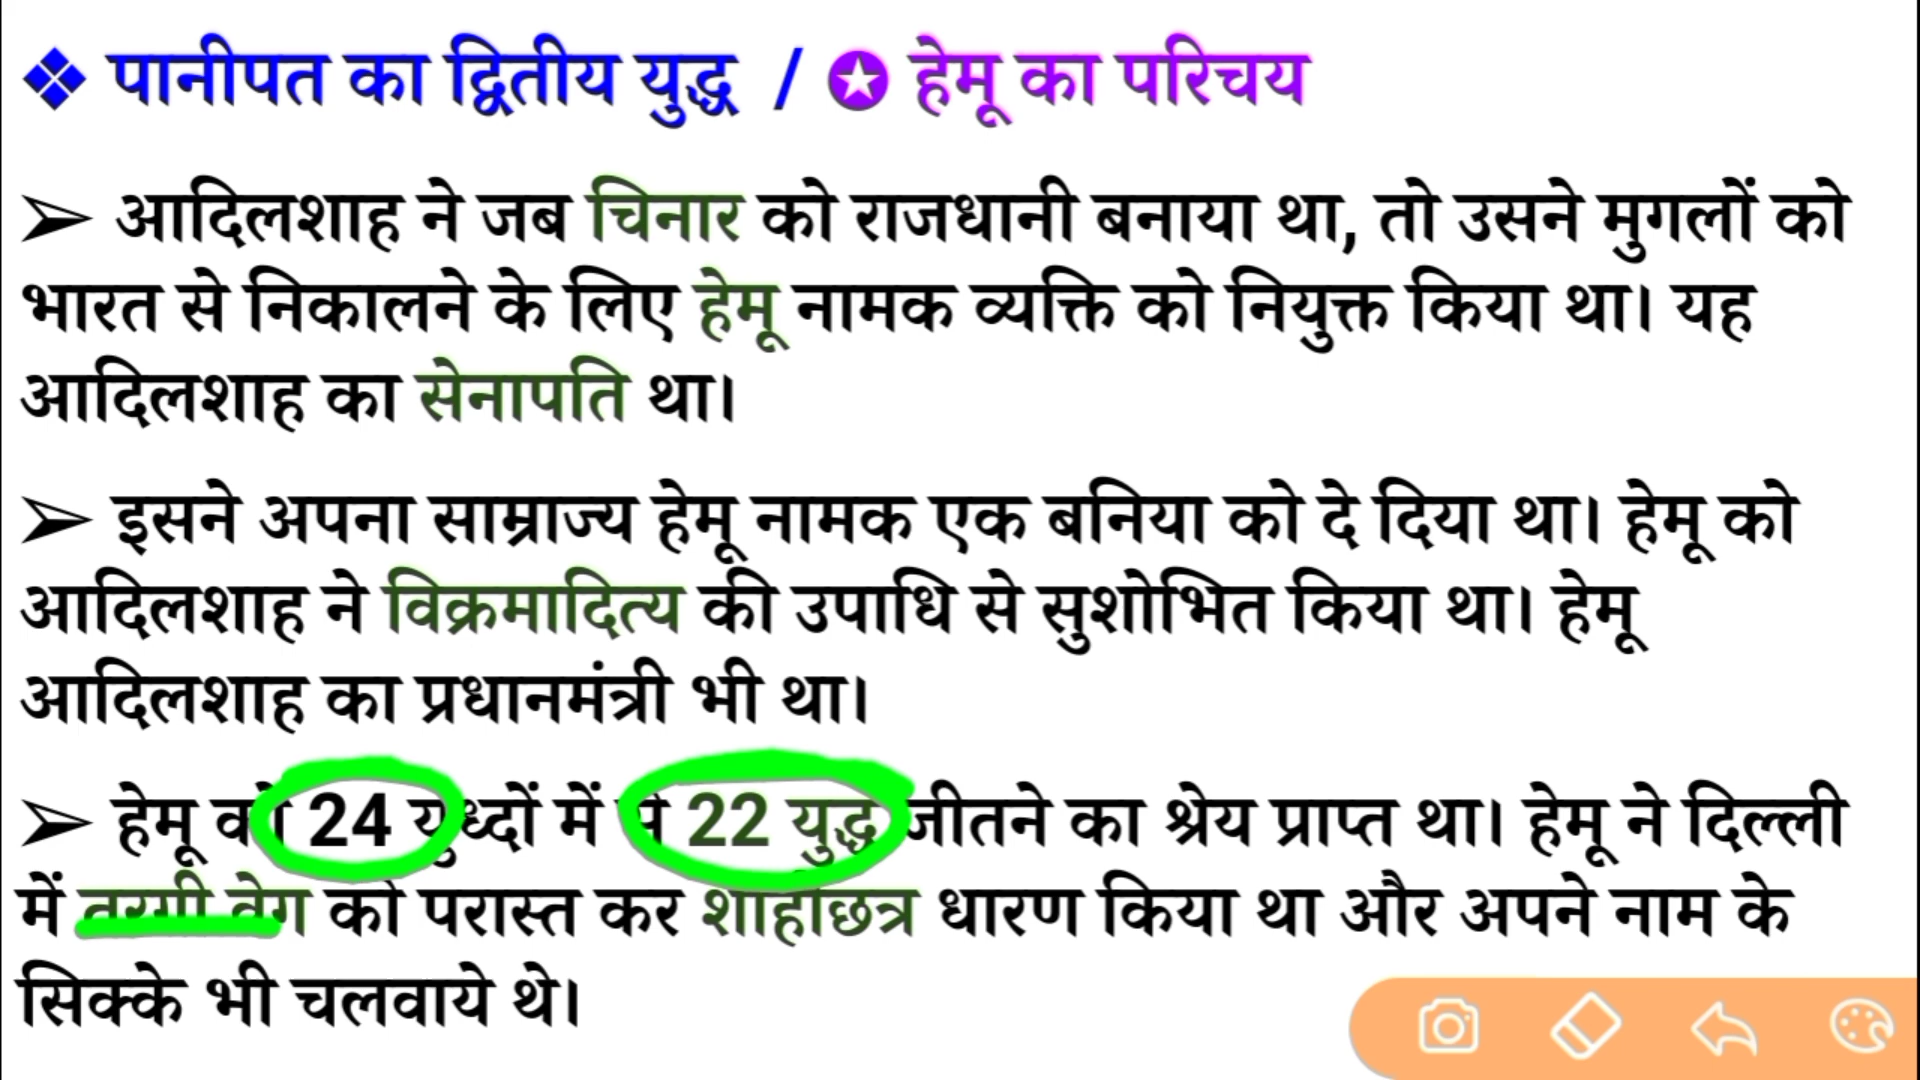 ❖ पानीपत का द्वितीय युद्ध / ✪ हेमू का परिचय
➢ आदिलशाह ने जब चिनार को राजधानी बनाया था, तो उसने मुगलों को
भारत से निकालने के लिए हेमू नामक व्यक्ति को नियुक्त किया था। यह
आदिलशाह का सेनापति था।
➢ इसने अपना साम्राज्य हेमू नामक एक बनिया को दे दिया था। हेमू को
आदिलशाह ने विक्रमादित्य की उपाधि से सुशोभित किया था। हेमू
आदिलशाह का प्रधानमंत्री भी था।
➢ हेमू को 24 युध्दों में से 22 युद्ध जीतने का श्रेय प्राप्त था। हेमू ने दिल्ली
में वेग को परास्त कर शाहीछत्र धारण किया था और अपने नाम के
सिक्के भी चलवाये थे।